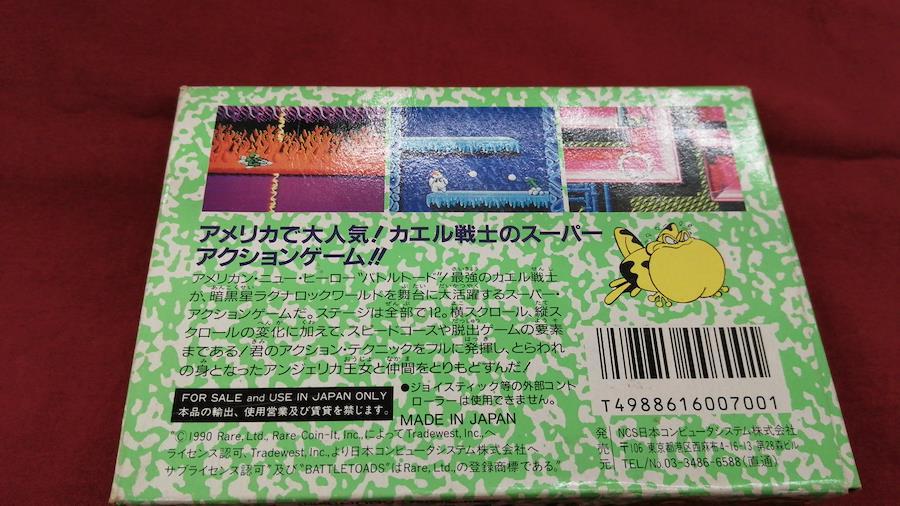 アメリカで大人気！カエル戦士のスーパー
アクションゲーム!!
アメリカン・ニュー・ヒーロー"バトルトード"！最強のカエル戦士
が、暗黒星ラグナロックワールドを舞台に大活躍するスーパー
アクションゲームだ。ステージは全部で12。横スクロール、縦ス
クロールの変化に加えて、スピードコースや脱出ゲームの要素
まである！君のアクション・テクニックをフルに発揮し、とらわれ
の身となったアンジェリカ王女と仲間をとりもどすんだ！
FOR SALE and USE IN JAPAN ONLY
本品の輸出、使用営業及び賃貸を禁じます。
●ジョイスティック等の外部コント
ローラーは使用できません。
MADE IN JAPAN
©1990 Rare, Ltd., Rare Coin-It, Inc.,によってTradewest, Inc.,へ
ライセンス認可、Tradewest, Inc.,より日本コンピュータシステム株式会社へ
サブライセンス認可"及び"BATTLETOADS"はRare, Ltd.,の登録商標である。"
T4988616007001
発 NCS日本コンピュータシステム株式会社
売 〒106 東京都港区西麻布4-16-13 第28森ビル
元 TEL/No 03-3486-6588(直通)